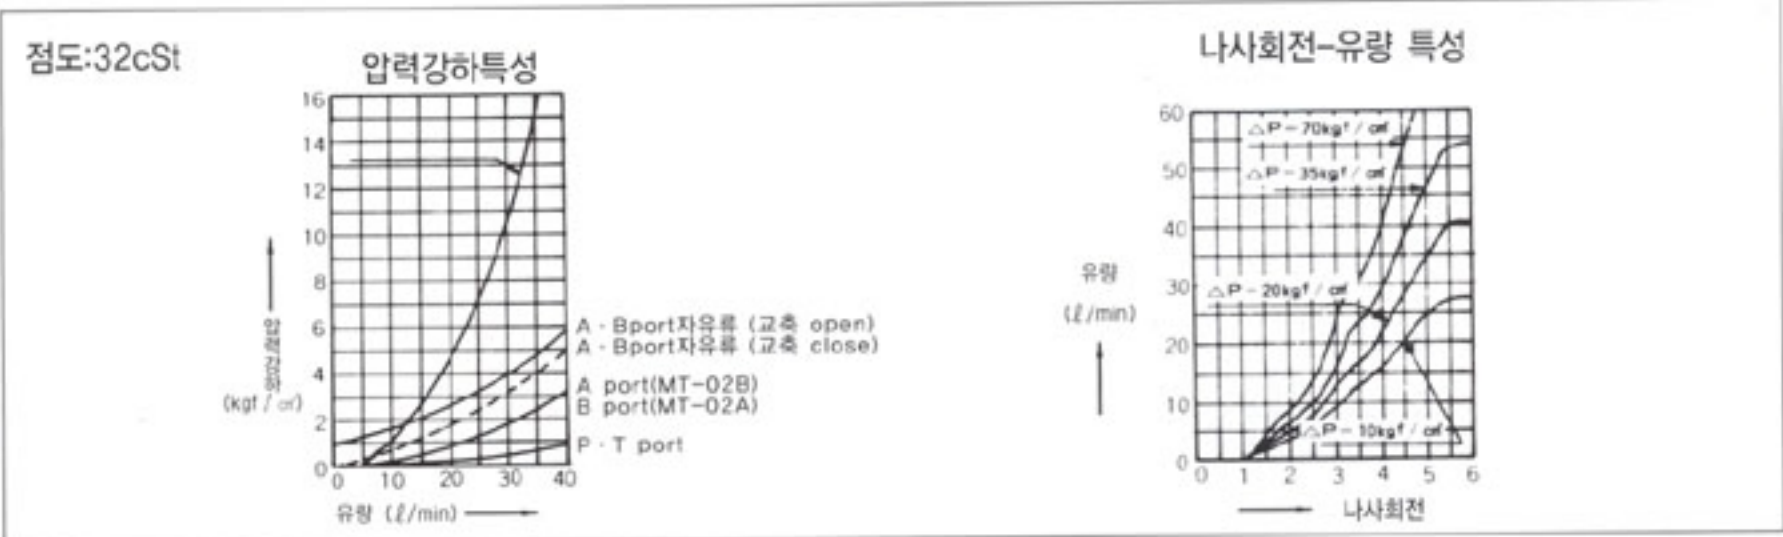 점도:32cSt
압력강하특성
16
14
12
10
8
6
4
2
0
압력강하
(kgf / ㎠)
0 10 20 30 40
유량 (ℓ/min)
A · Bport자유류 (교축 open)
A · Bport자유류 (교축 close)
A port(MT-02B)
B port(MT-02A)
P · T port
나사회전-유량 특성
60
50
40
30
20
10
0
유량
(ℓ/min)
△P - 70kgf / ㎠
△P - 35kgf / ㎠
△P - 20kgf / ㎠
△P - 10kgf / ㎠
0 1 2 3 4 5 6
나사회전